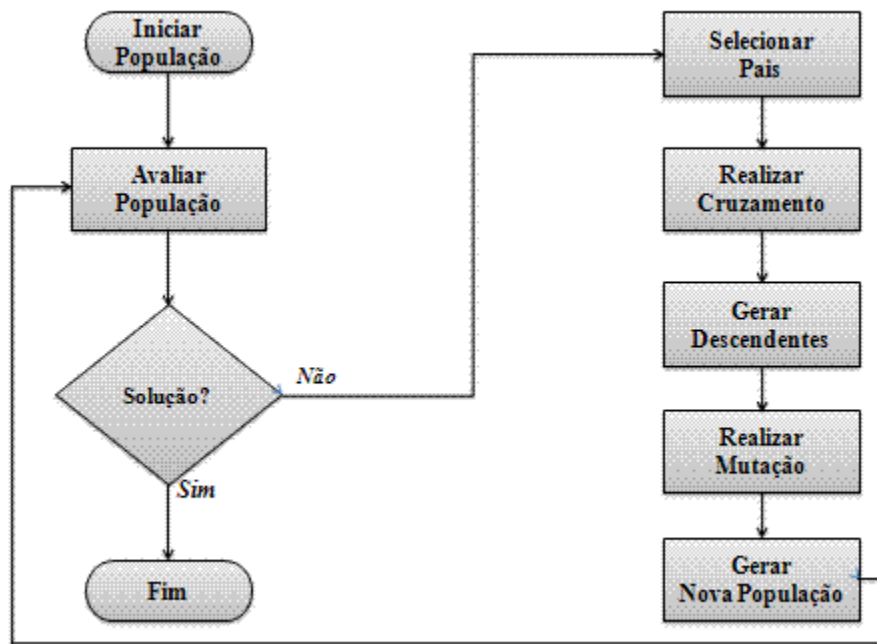 Iniciar
População
Avaliar
População
Solução?
Não
Sim
Fim
Selecionar
Pais
Realizar
Cruzamento
Gerar
Descendentes
Realizar
Mutação
Gerar
Nova População